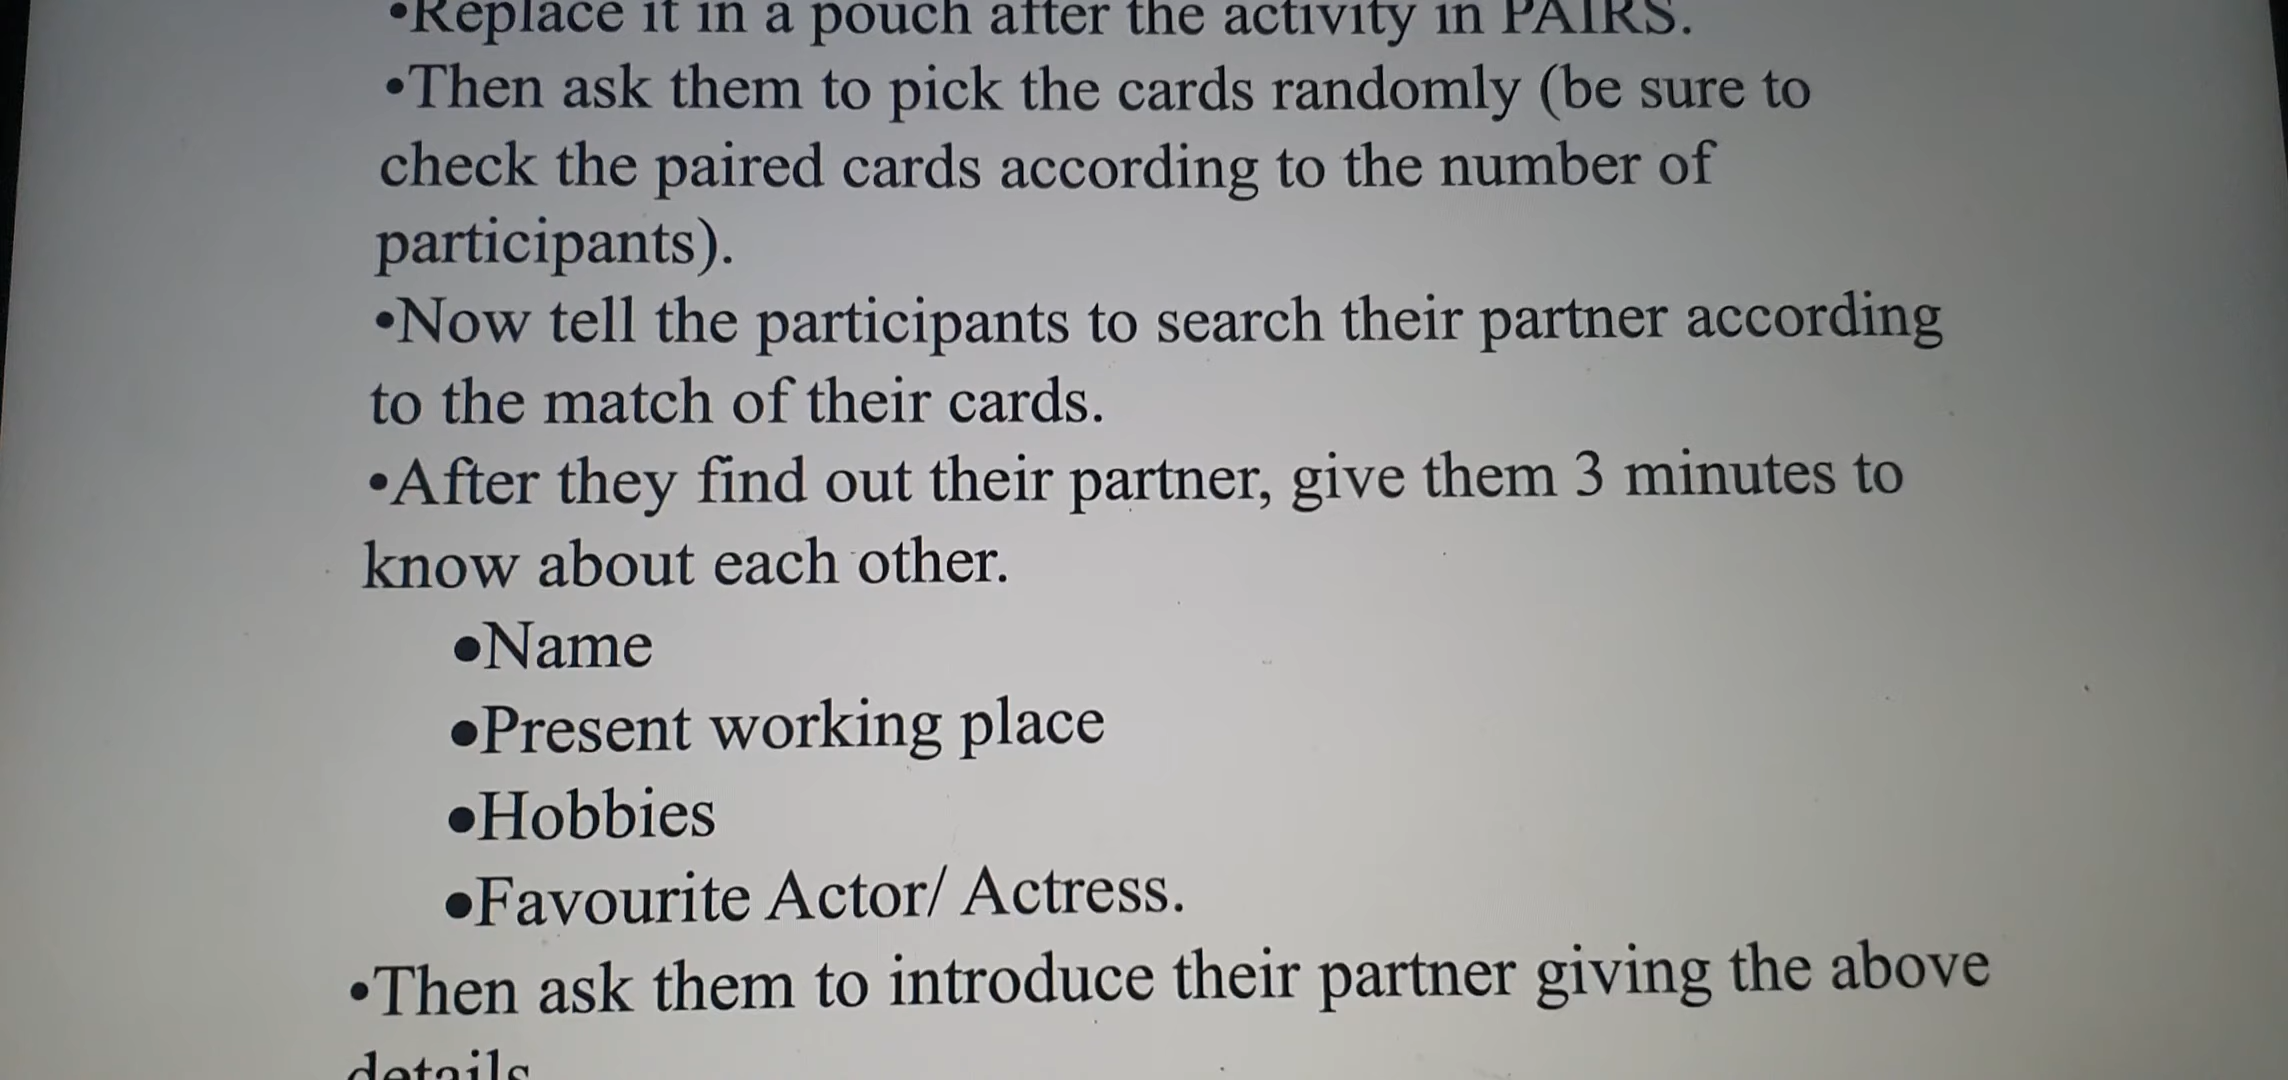 •Replace it in a pouch after the activity in PAIRS.
•Then ask them to pick the cards randomly (be sure to
check the paired cards according to the number of
participants).
•Now tell the participants to search their partner according
to the match of their cards.
•After they find out their partner, give them 3 minutes to
know about each other.
•Name
•Present working place
•Hobbies
•Favourite Actor/ Actress.
•Then ask them to introduce their partner giving the above
details